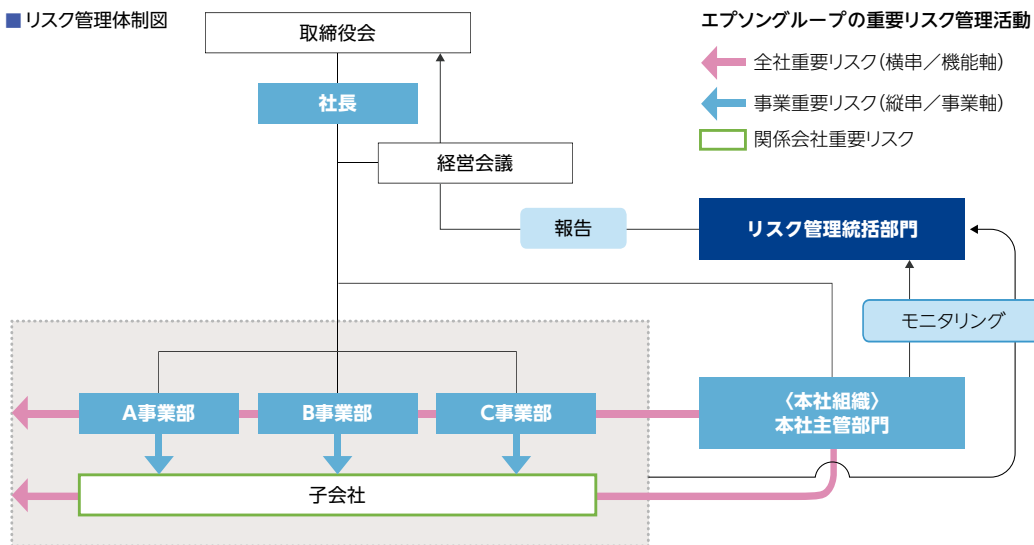 ■ リスク管理体制図
取締役会
社長
経営会議
報告
リスク管理統括部門
モニタリング
エプソングループの重要リスク管理活動
全社重要リスク(横串／機能軸)
事業重要リスク(縦串／事業軸)
関係会社重要リスク
A事業部
B事業部
C事業部
〈本社組織〉
本社主管部門
子会社